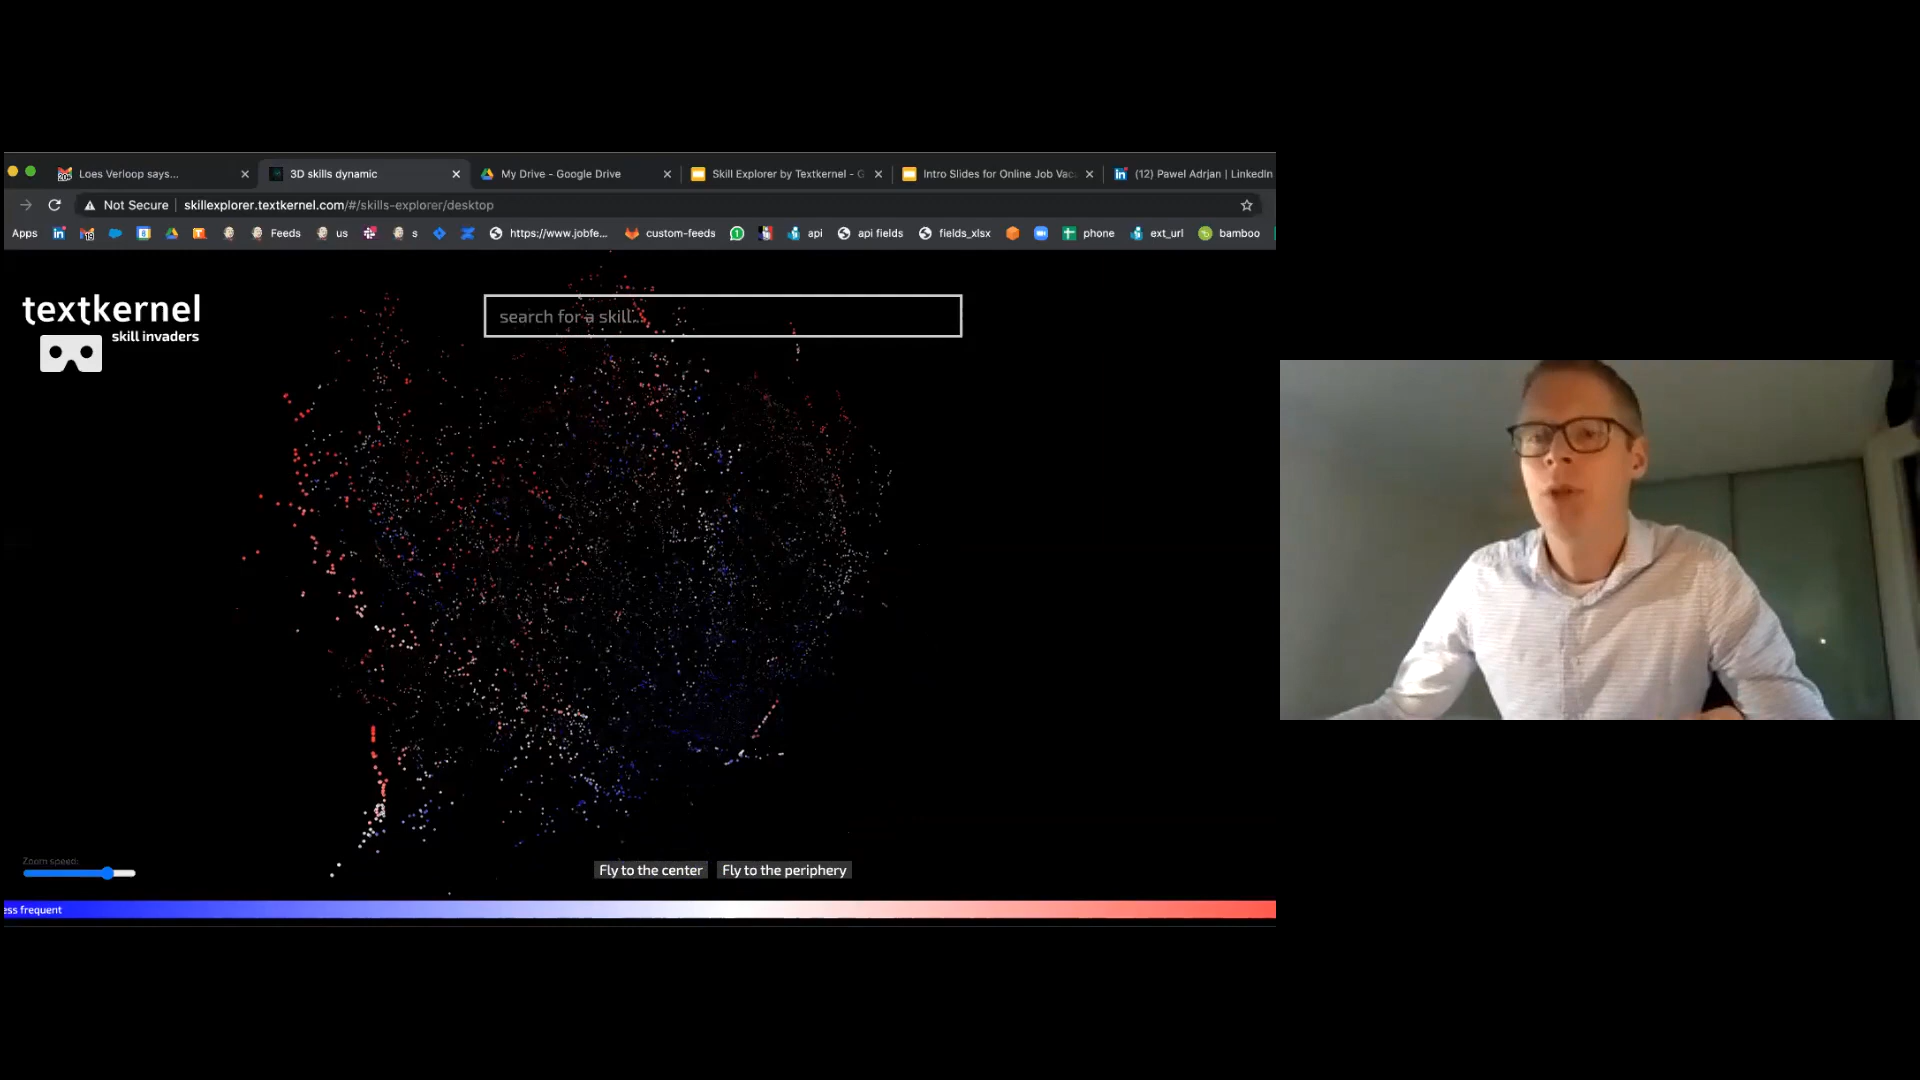 Loes Verloop says...
3D skills dynamic
My Drive - Google Drive
Skill Explorer by Textkernel - G
Intro Slides for Online Job Vac
(12) Pawel Adrjan | LinkedIn
Not Secure
skillexplorer.textkernel.com/#/skills-explorer/desktop
Apps
Feeds
us
s
https://www.jobfe...
custom-feeds
api
api fields
fields_xlsx
phone
ext_url
bamboo
textkernel
skill invaders
search for a skill...
Zoom speed:
Fly to the center
Fly to the periphery
ess frequent